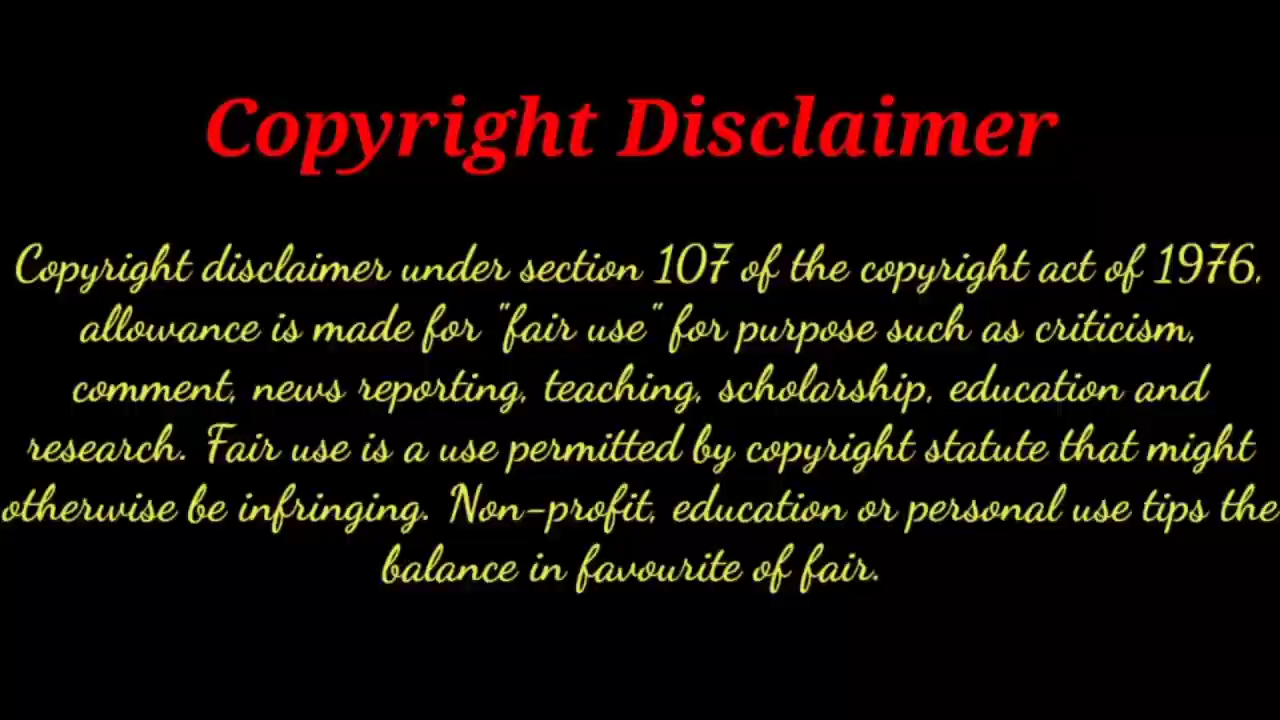 Copyright Disclaimer
Copyright disclaimer under section 107 of the copyright act of 1976,
allowance is made for "fair use" for purpose such as criticism,
comment, news reporting, teaching, scholarship, education and
research. Fair use is a use permitted by copyright statute that might
otherwise be infringing. Non-profit, education or personal use tips the
balance in favourite of fair.